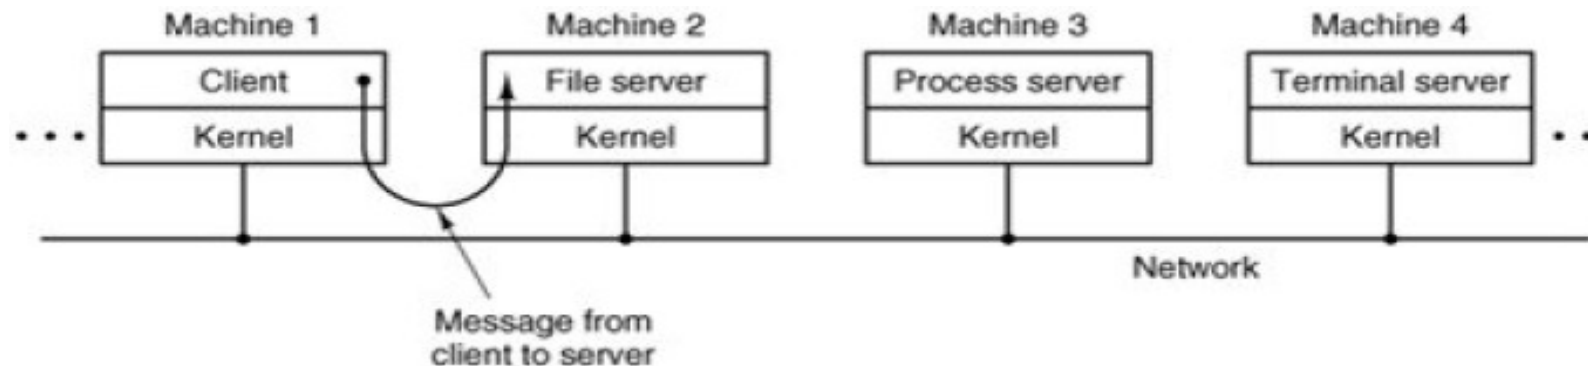 Machine 1
Machine 2
Machine 3
Machine 4
Client
File server
Process server
Terminal server
Kernel
Kernel
Kernel
Kernel
Network
Message from
client to server